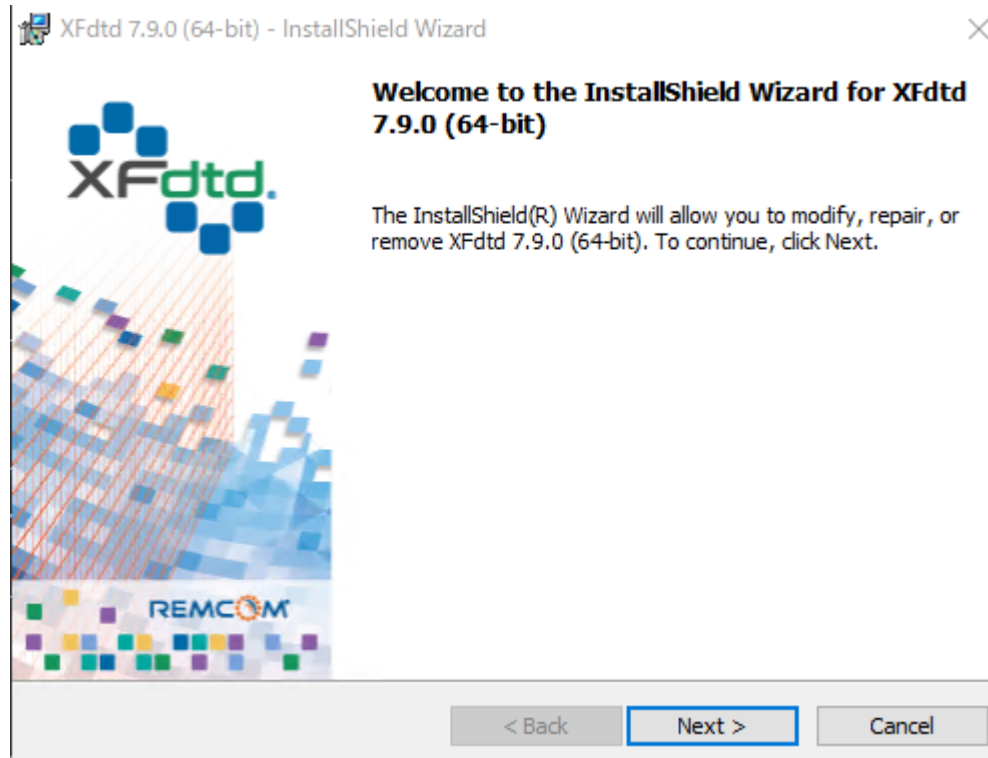 XFdtd 7.9.0 (64-bit) - InstallShield Wizard
Welcome to the InstallShield Wizard for XFdtd
7.9.0 (64-bit)
XFdtd.
The InstallShield(R) Wizard will allow you to modify, repair, or
remove XFdtd 7.9.0 (64-bit). To continue, click Next.
REMCOM
< Back
Next >
Cancel